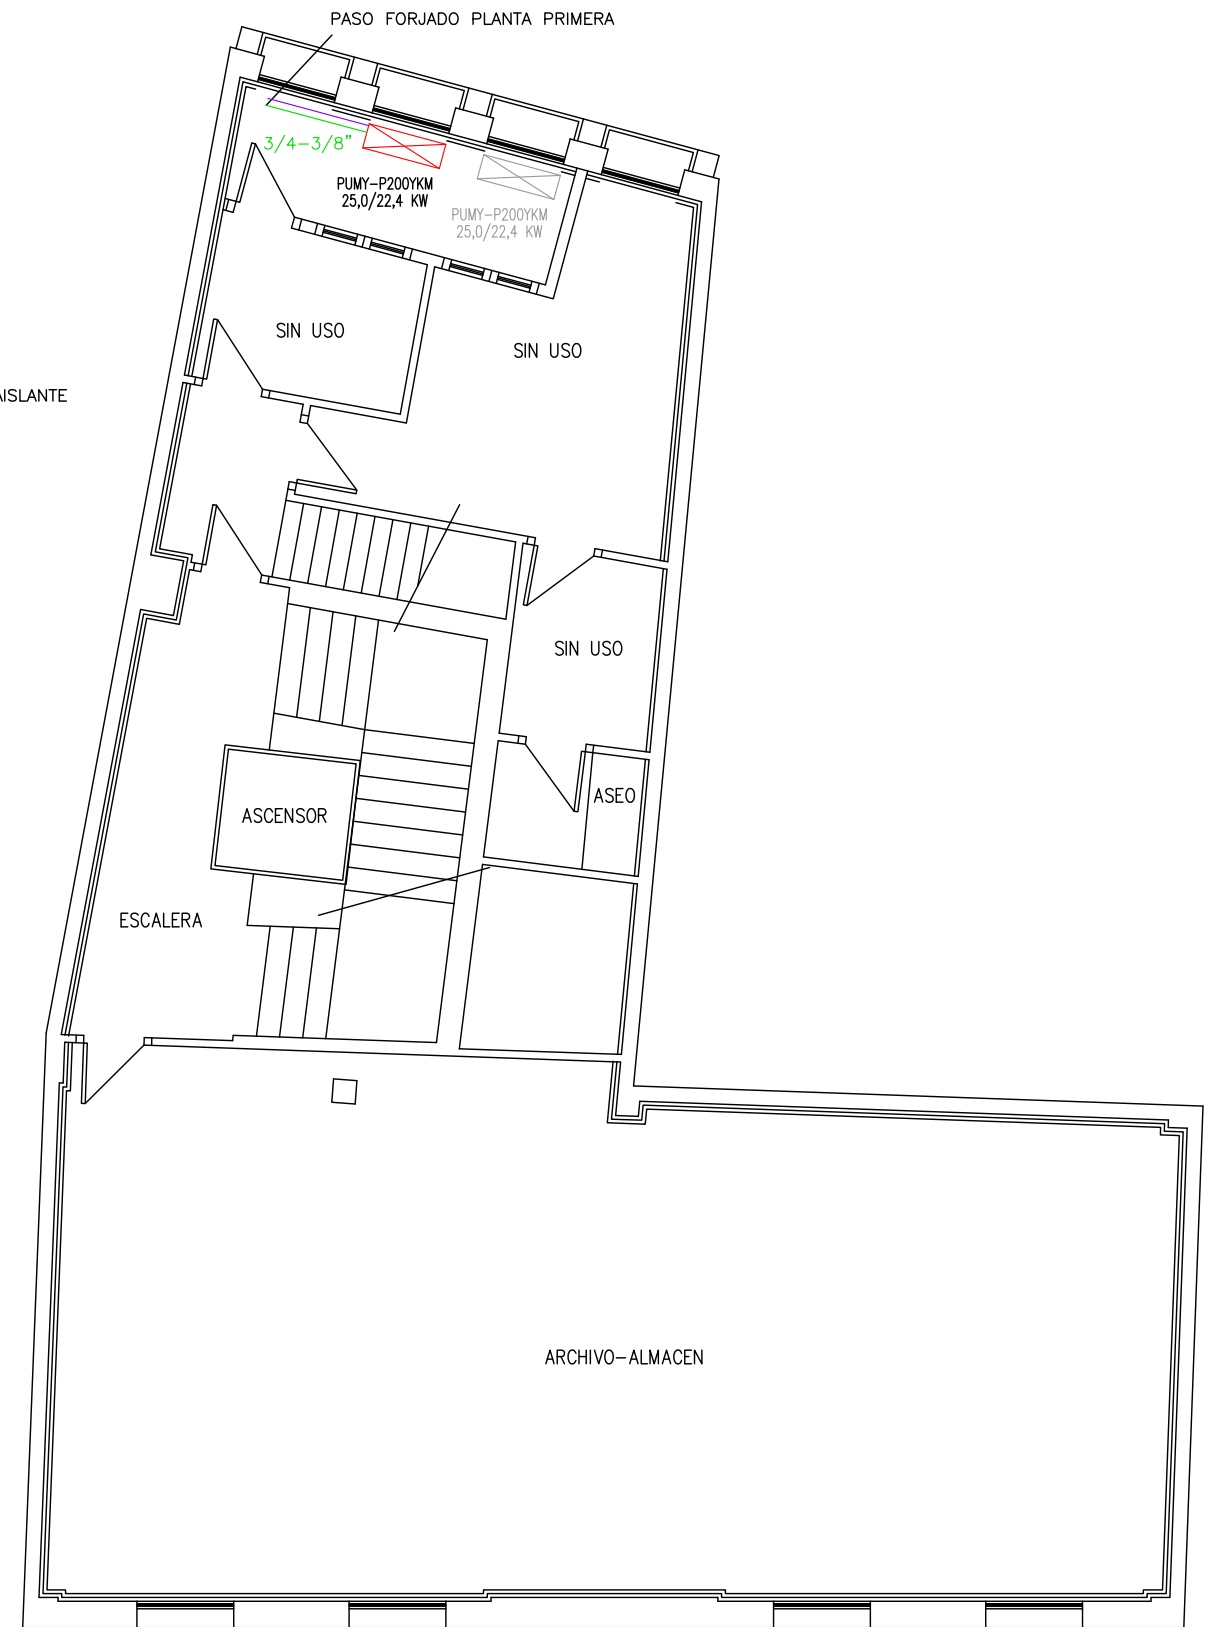 PASO FORJADO PLANTA PRIMERA
3/4-3/8"
PUMY-P200YKM
25,0/22,4 KW
PUMY-P200YKM
25,0/22,4 KW
SIN USO
SIN USO
AISLANTE
SIN USO
ASEO
ASCENSOR
ESCALERA
ARCHIVO-ALMACEN